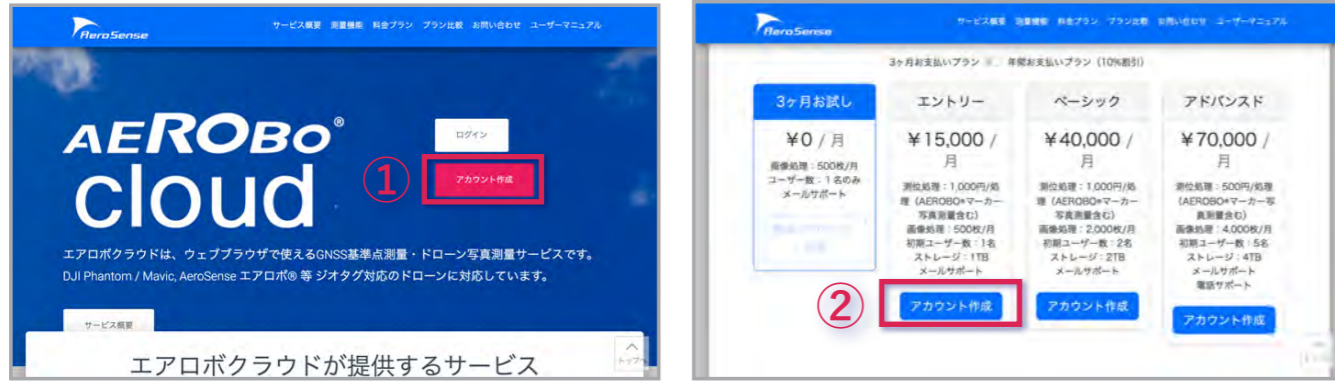 AeroSense
サービス概要 測量機能 料金プラン プラン比較 お問い合わせ ユーザーマニュアル
AEROBO®
cloud
ログイン
①
アカウント作成
エアロボクラウドは、ウェブブラウザで使えるGNSS基準点測量・ドローン写真測量サービスです。
DJI Phantom / Mavic, AeroSense エアロボ® 等 ジオタグ対応のドローンに対応しています。
サービス概要
エアロボクラウドが提供するサービス
トップへ
AeroSense
サービス概要 測量機能 料金プラン プラン比較 お問い合わせ ユーザーマニュアル
3ヶ月お支払いプラン 年間お支払いプラン（10%割引）
3ヶ月お試し
¥0 / 月
画像処理：500枚/月
ユーザー数：1名のみ
メールサポート
エントリー
¥15,000 /
月
測位処理：1,000円/処
理（AEROBO®マーカー
写真測量含む）
画像処理：500枚/月
初期ユーザー数：1名
ストレージ：1TB
メールサポート
②
アカウント作成
ベーシック
¥40,000 /
月
測位処理：1,000円/処
理（AEROBO®マーカー
写真測量含む）
画像処理：2,000枚/月
初期ユーザー数：2名
ストレージ：2TB
メールサポート
アカウント作成
アドバンスド
¥70,000 /
月
測位処理：500円/処理
（AEROBO®マーカー写
真測量含む）
画像処理：4,000枚/月
初期ユーザー数：5名
ストレージ：4TB
メールサポート
電話サポート
アカウント作成